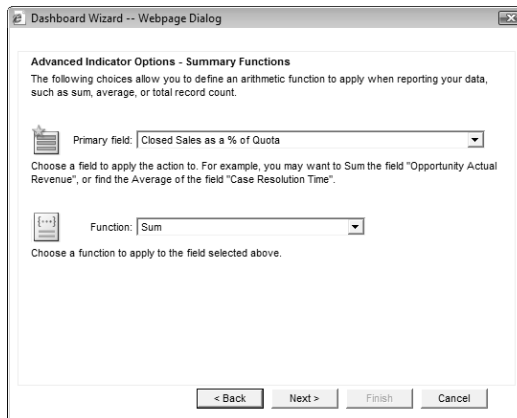 Dashboard Wizard -- Webpage Dialog
Advanced Indicator Options - Summary Functions
The following choices allow you to define an arithmetic function to apply when reporting your data,
such as sum, average, or total record count.
Primary field: Closed Sales as a % of Quota
Choose a field to apply the action to. For example, you may want to Sum the field "Opportunity Actual
Revenue", or find the Average of the field "Case Resolution Time".
{···} Function: Sum
Choose a function to apply to the field selected above.
< Back Next > Finish Cancel